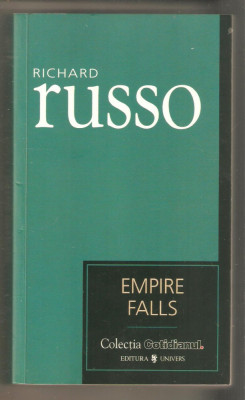 RICHARD
russo
EMPIRE
FALLS
Colecția Cotidianul.
EDITURA UNIVERS